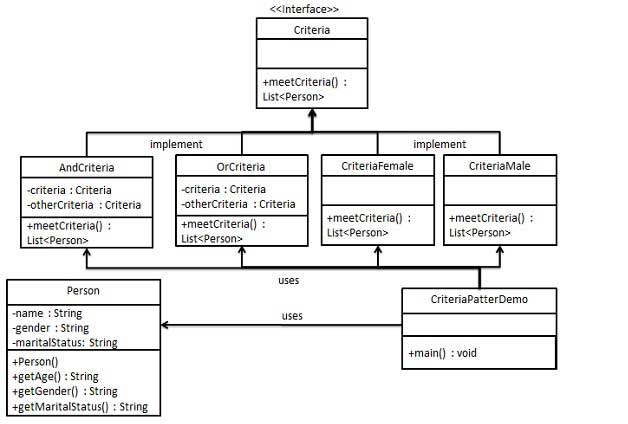 <<Interface>>
Criteria
+meetCriteria() :
List<Person>
implement
implement
AndCriteria
-criteria : Criteria
-otherCriteria : Criteria
+meetCriteria() :
List<Person>
OrCriteria
-criteria : Criteria
-otherCriteria : Criteria
+meetCriteria() :
List<Person>
CriteriaFemale
+meetCriteria() :
List<Person>
CriteriaMale
+meetCriteria() :
List<Person>
uses
Person
-name : String
-gender : String
-maritalStatus: String
+Person()
+getAge() : String
+getGender() : String
+getMaritalStatus() : String
uses
CriteriaPatterDemo
+main() : void